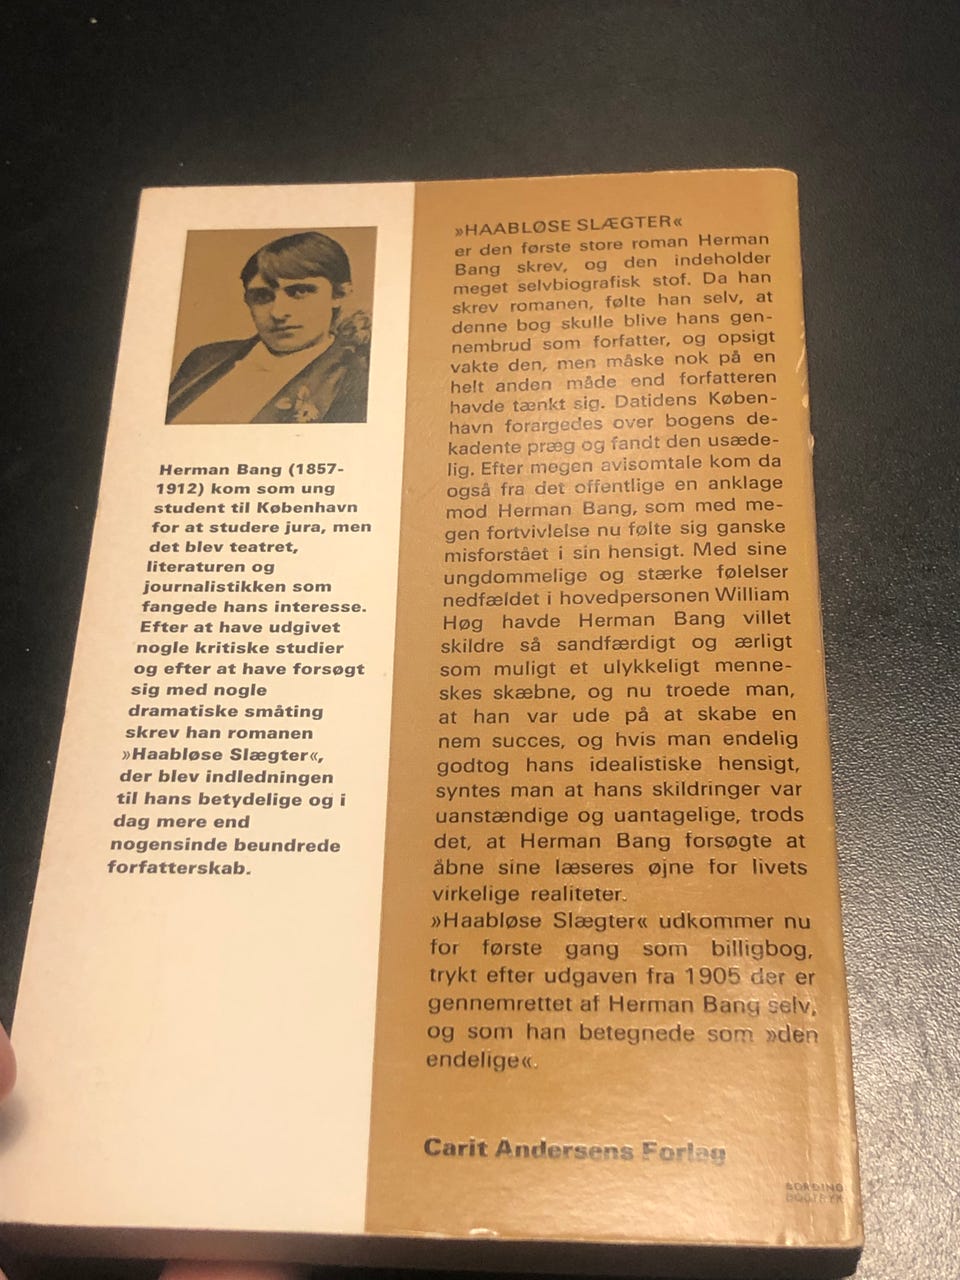 Herman Bang (1857-
1912) kom som ung
student til København
for at studere jura, men
det blev teatret,
literaturen og
journalistikken som
fangede hans interesse.
Efter at have udgivet
nogle kritiske studier
og efter at have forsøgt
sig med nogle
dramatiske småting
skrev han romanen
»Haabløse Slægter«,
der blev indledningen
til hans betydelige og i
dag mere end
nogensinde beundrede
forfatterskab.
»HAABLØSE SLÆGTER«
er den første store roman Herman
Bang skrev, og den indeholder
meget selvbiografisk stof. Da han
skrev romanen, følte han selv, at
denne bog skulle blive hans gen-
nembrud som forfatter, og opsigt
vakte den, men måske nok på en
helt anden måde end forfatteren
havde tænkt sig. Datidens Køben-
havn forargedes over bogens de-
kadente præg og fandt den usæde-
lig. Efter megen avisomtale kom da
også fra det offentlige en anklage
mod Herman Bang, som med me-
gen fortvivlelse nu følte sig ganske
misforstået i sin hensigt. Med sine
ungdommelige og stærke følelser
nedfældet i hovedpersonen William
Høg havde Herman Bang villet
skildre så sandfærdigt og ærligt
som muligt et ulykkeligt menne-
skes skæbne, og nu troede man,
at han var ude på at skabe en
nem succes, og hvis man endelig
godtog hans idealistiske hensigt,
syntes man at hans skildringer var
uanstændige og uantagelige, trods
det, at Herman Bang forsøgte at
åbne sine læseres øjne for livets
virkelige realiteter.
»Haabløse Slægter« udkommer nu
for første gang som billigbog,
trykt efter udgaven fra 1905 der er
gennemrettet af Herman Bang selv,
og som han betegnede som »den
endelige«.
Carit Andersens Forlag
BORDING
BOGTRYK